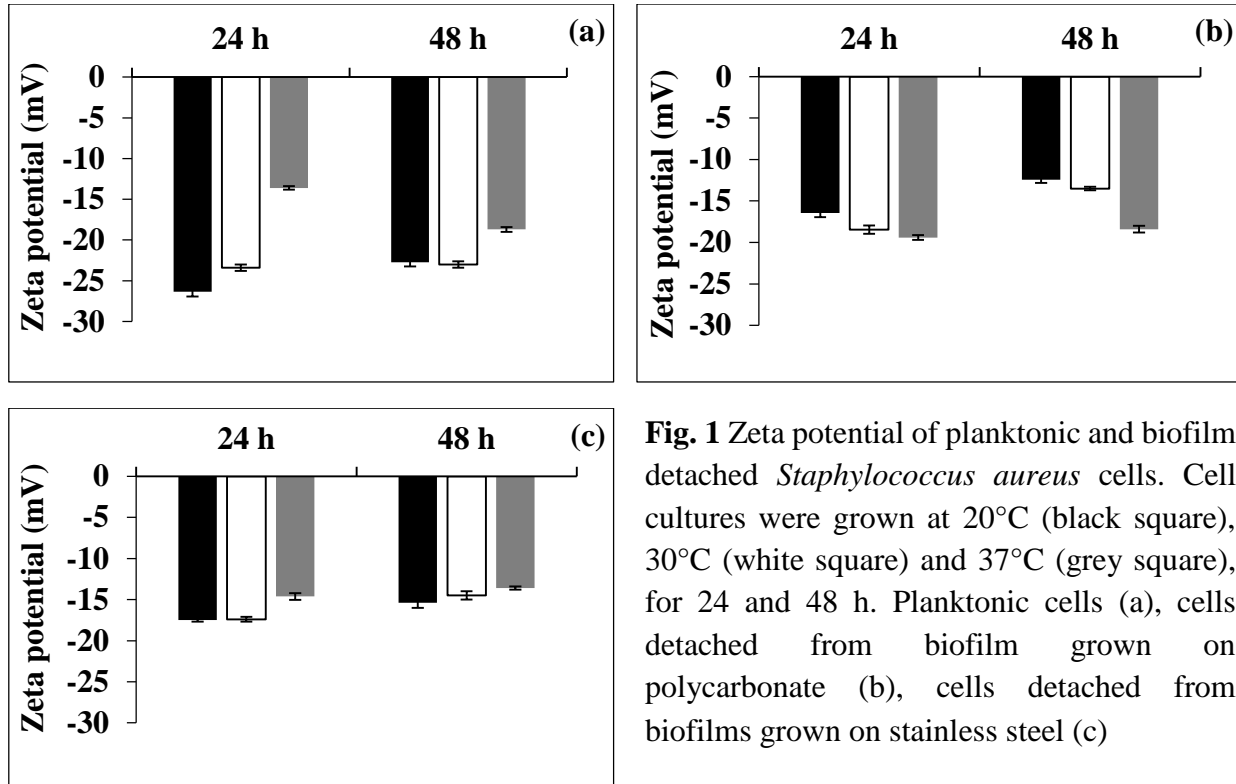 24 h 48 h (a)
Zeta potential (mV)
0
-5
-10
-15
-20
-25
-30
24 h 48 h (b)
Zeta potential (mV)
0
-5
-10
-15
-20
-25
-30
24 h 48 h (c)
Zeta potential (mV)
0
-5
-10
-15
-20
-25
-30
Fig. 1 Zeta potential of planktonic and biofilm
detached Staphylococcus aureus cells. Cell
cultures were grown at 20°C (black square),
30°C (white square) and 37°C (grey square),
for 24 and 48 h. Planktonic cells (a), cells
detached from biofilm grown on
polycarbonate (b), cells detached from
biofilms grown on stainless steel (c)